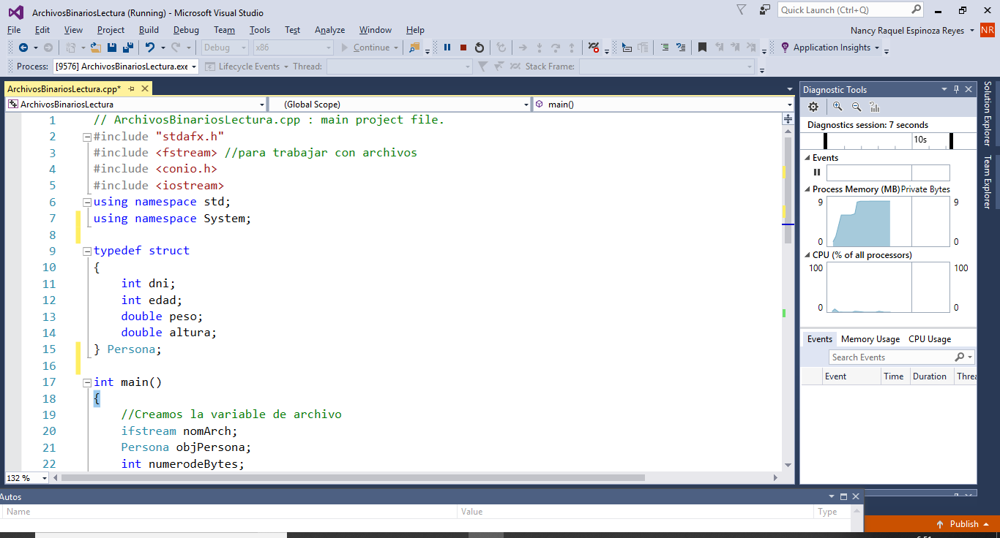 ArchivosBinariosLectura (Running) - Microsoft Visual Studio
Quick Launch (Ctrl+Q)
File Edit View Project Build Debug Team Tools Test Analyze Window Help
Nancy Raquel Espinoza Reyes NR
Debug x86 Continue Application Insights
Process: [9576] ArchivosBinariosLectura.exe Lifecycle Events Thread: Stack Frame:
ArchivosBinariosLectura.cpp*
ArchivosBinariosLectura (Global Scope) main()
1 // ArchivosBinariosLectura.cpp : main project file.
2 #include "stdafx.h"
3 #include <fstream> //para trabajar con archivos
4 #include <conio.h>
5 #include <iostream>
6 using namespace std;
7 using namespace System;
8
9 typedef struct
10 {
11 int dni;
12 int edad;
13 double peso;
14 double altura;
15 } Persona;
16
17 int main()
18 {
19 //Creamos la variable de archivo
20 ifstream nomArch;
21 Persona objPersona;
22 int numerodeBytes;
132 %
Diagnostic Tools
Diagnostics session: 7 seconds
10s
Events
Process Memory (MB) Private Bytes
9 9
0 0
CPU (% of all processors)
100 100
0 0
Events Memory Usage CPU Usage
Search Events
Event Time Duration Threa
Solution Explorer
Team Explorer
Autos
Name Value Type
Publish